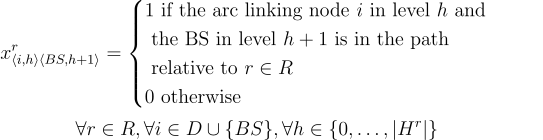 1 if the arc linking node i in level h and
the BS in level h + 1 is in the path
x^r_{⟨i,h⟩⟨BS,h+1⟩} = {
relative to r ∈ R
0 otherwise
∀r ∈ R, ∀i ∈ D ∪ {BS}, ∀h ∈ {0, . . . , |H^r|}